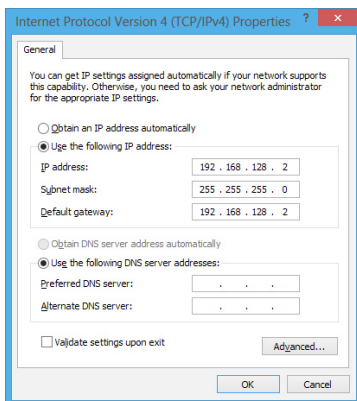 Internet Protocol Version 4 (TCP/IPv4) Properties ? ×
General
You can get IP settings assigned automatically if your network supports
this capability. Otherwise, you need to ask your network administrator
for the appropriate IP settings.
Obtain an IP address automatically
Use the following IP address:
IP address: 192 . 168 . 128 . 2
Subnet mask: 255 . 255 . 255 . 0
Default gateway: 192 . 168 . 128 . 2
Obtain DNS server address automatically
Use the following DNS server addresses:
Preferred DNS server: . . .
Alternate DNS server: . . .
Validate settings upon exit
Advanced...
OK Cancel